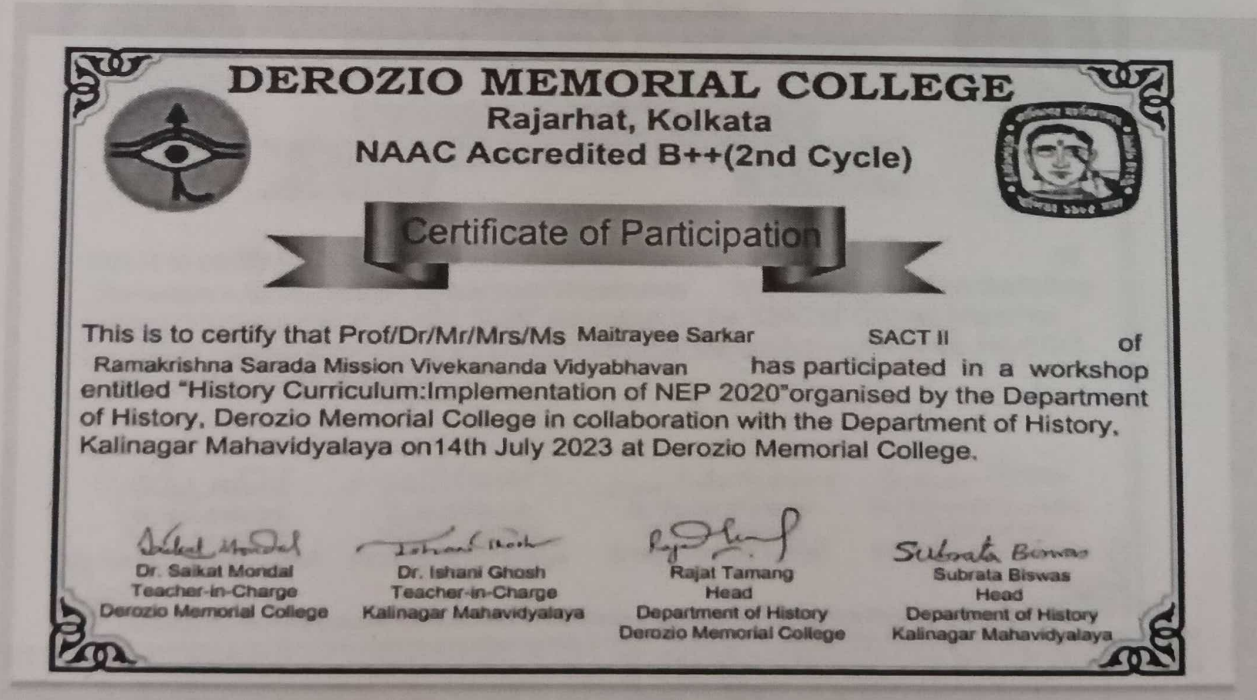 DEROZIO MEMORIAL COLLEGE
Rajarhat, Kolkata
NAAC Accredited B++(2nd Cycle)
Certificate of Participation
This is to certify that Prof/Dr/Mr/Mrs/Ms Maitrayee Sarkar SACT II of
Ramakrishna Sarada Mission Vivekananda Vidyabhavan has participated in a workshop
entitled "History Curriculum:Implementation of NEP 2020"organised by the Department
of History, Derozio Memorial College in collaboration with the Department of History,
Kalinagar Mahavidyalaya on14th July 2023 at Derozio Memorial College.
Subrata Biswas
Dr. Saikat Mondal
Teacher-in-Charge
Derozio Memorial College
Dr. Ishani Ghosh
Teacher-in-Charge
Kalinagar Mahavidyalaya
Rajat Tamang
Head
Department of History
Derozio Memorial College
Subrata Biswas
Head
Department of History
Kalinagar Mahavidyalaya